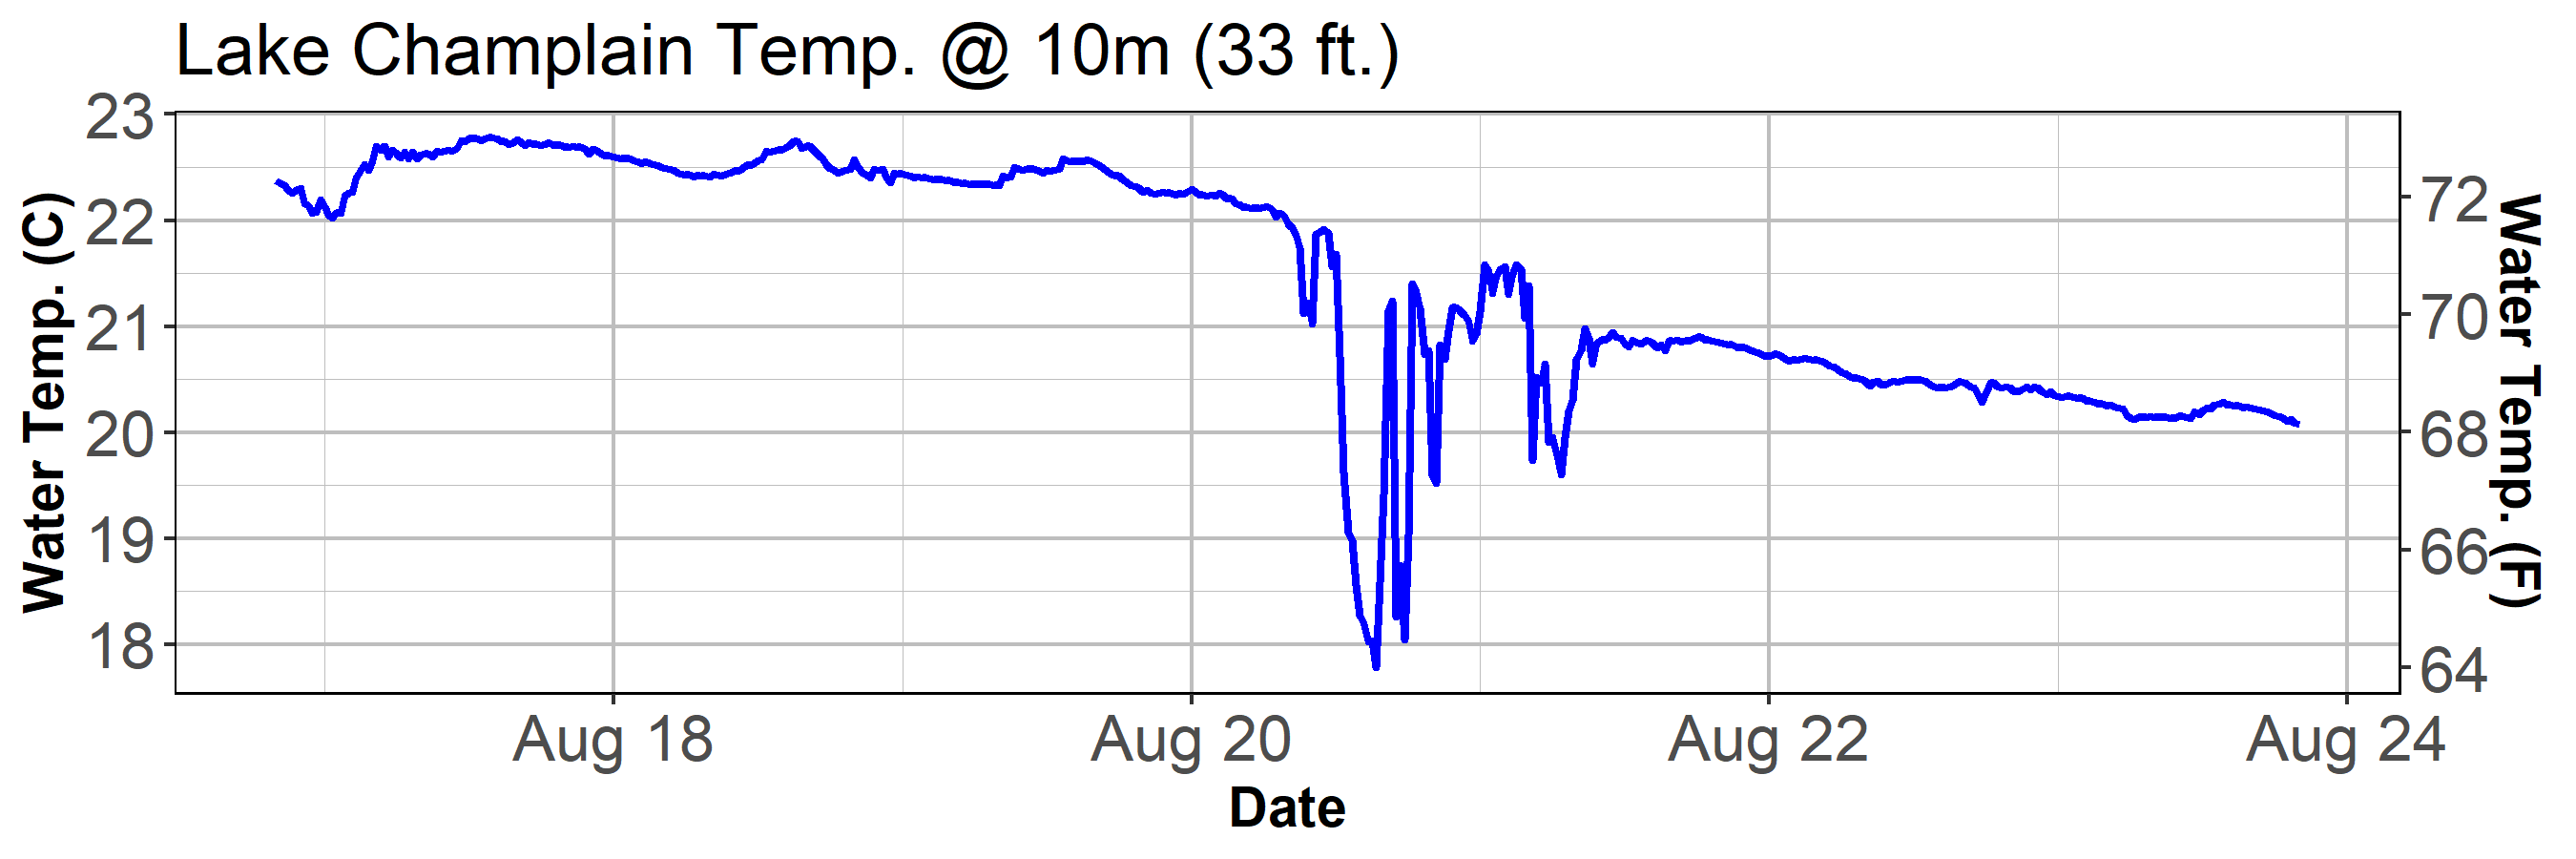 Lake Champlain Temp. @ 10m (33 ft.)
Water Temp. (C)
23
22
21
20
19
18
72
70
68
66
64
Water Temp. (F)
Aug 18
Aug 20
Aug 22
Aug 24
Date